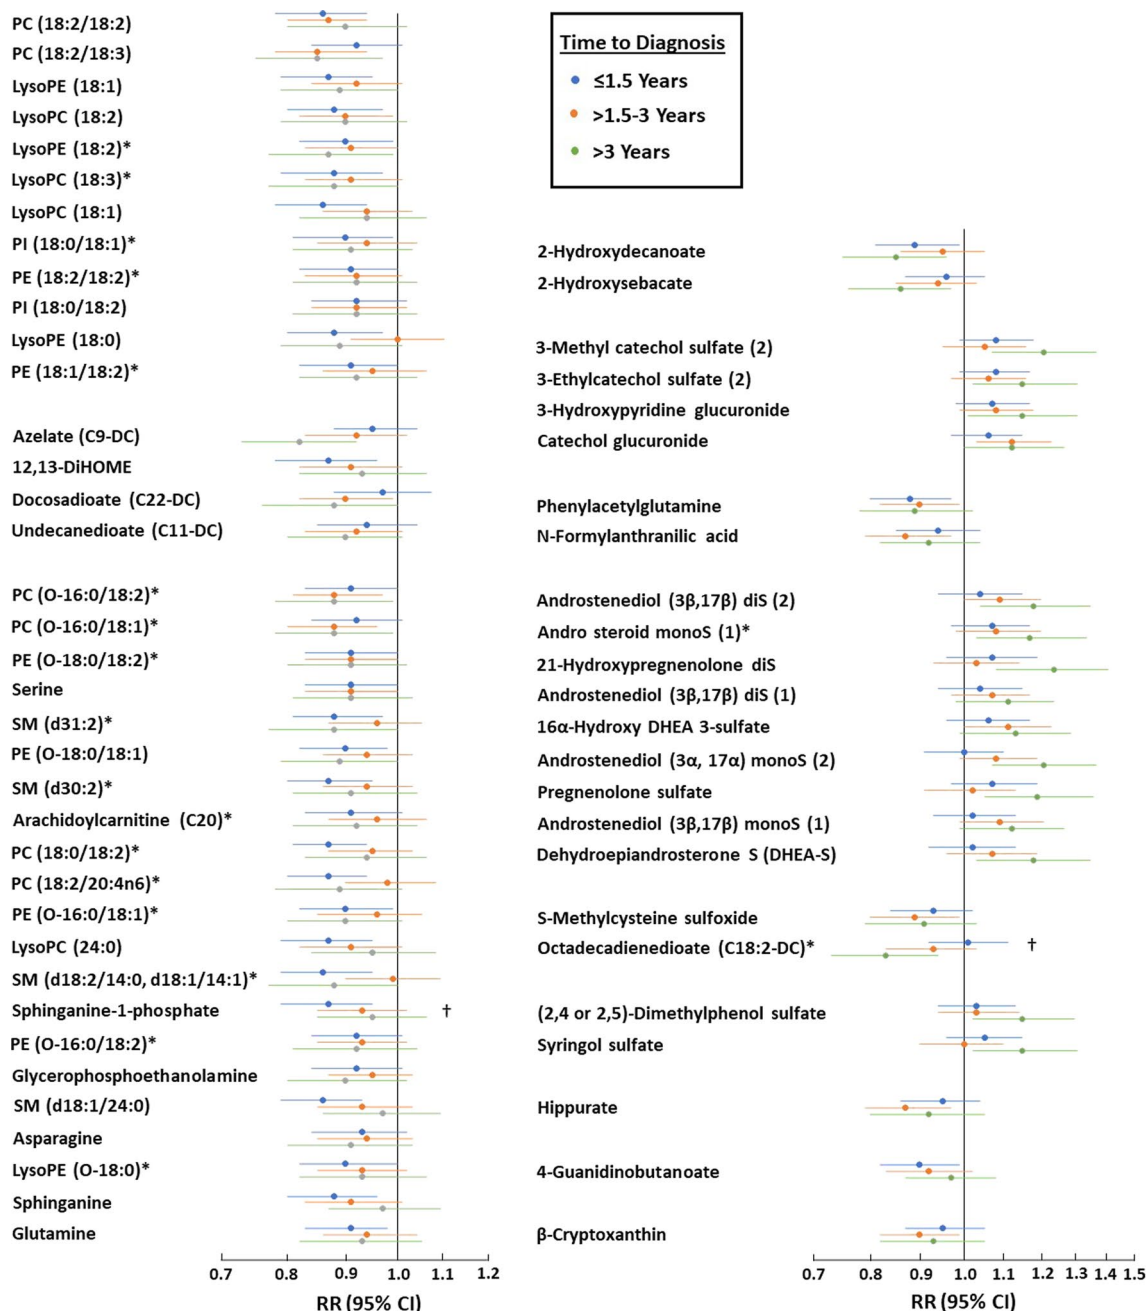 PC (18:2/18:2)
PC (18:2/18:3)
LysoPE (18:1)
LysoPC (18:2)
LysoPE (18:2)*
LysoPC (18:3)*
LysoPC (18:1)
PI (18:0/18:1)*
PE (18:2/18:2)*
PI (18:0/18:2)
LysoPE (18:0)
PE (18:1/18:2)*
Azelate (C9-DC)
12,13-DiHOME
Docosadioate (C22-DC)
Undecanedioate (C11-DC)
PC (O-16:0/18:2)*
PC (O-16:0/18:1)*
PE (O-18:0/18:2)*
Serine
SM (d31:2)*
PE (O-18:0/18:1)
SM (d30:2)*
Arachidoylcarnitine (C20)*
PC (18:0/18:2)*
PC (18:2/20:4n6)*
PE (O-16:0/18:1)*
LysoPC (24:0)
SM (d18:2/14:0, d18:1/14:1)*
Sphinganine-1-phosphate †
PE (O-16:0/18:2)*
Glycerophosphoethanolamine
SM (d18:1/24:0)
Asparagine
LysoPE (O-18:0)*
Sphinganine
Glutamine
0.7 0.8 0.9 1.0 1.1 1.2
RR (95% CI)
Time to Diagnosis
≤1.5 Years
>1.5-3 Years
>3 Years
2-Hydroxydecanoate
2-Hydroxysebacate
3-Methyl catechol sulfate (2)
3-Ethylcatechol sulfate (2)
3-Hydroxypyridine glucuronide
Catechol glucuronide
Phenylacetylglutamine
N-Formylanthranilic acid
Androstenediol (3β,17β) diS (2)
Andro steroid monoS (1)*
21-Hydroxypregnenolone diS
Androstenediol (3β,17β) diS (1)
16α-Hydroxy DHEA 3-sulfate
Androstenediol (3α, 17α) monoS (2)
Pregnenolone sulfate
Androstenediol (3β,17β) monoS (1)
Dehydroepiandrosterone S (DHEA-S)
S-Methylcysteine sulfoxide
Octadecadienedioate (C18:2-DC)* †
(2,4 or 2,5)-Dimethylphenol sulfate
Syringol sulfate
Hippurate
4-Guanidinobutanoate
β-Cryptoxanthin
0.7 0.8 0.9 1.0 1.1 1.2 1.3 1.4 1.5
RR (95% CI)